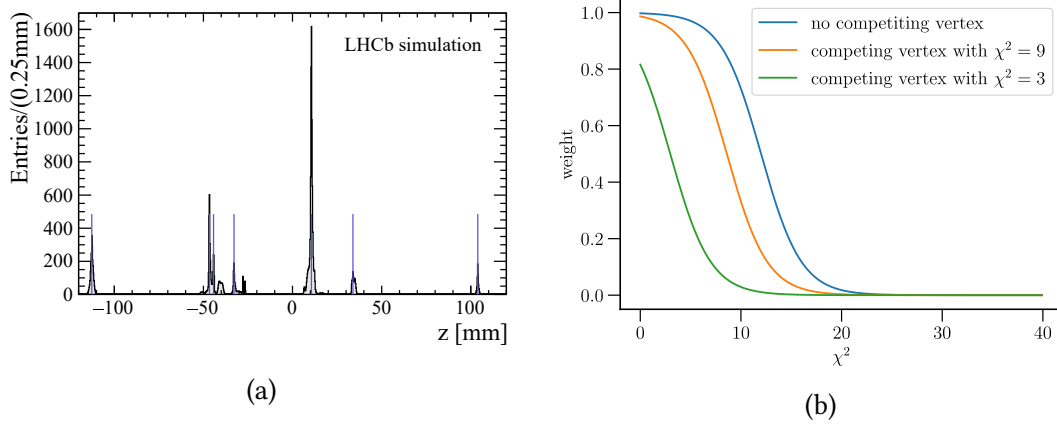 1600
1400
1200
1000
800
600
400
200
0
Entries/(0.25mm)
LHCb simulation
−100
−50
0
50
100
z [mm]
(a)
1.0
0.8
0.6
0.4
0.2
0.0
weight
no competiting vertex
competing vertex with χ² = 9
competing vertex with χ² = 3
0
10
20
30
40
χ²
(b)